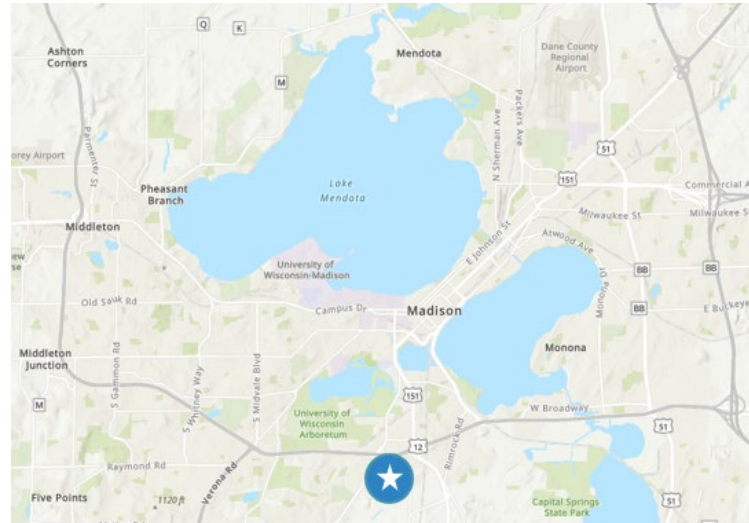 Q
K
Ashton
Corners
Mendota
Dane County
Regional
Airport
M
Packers Ave
N Sherman Ave
51
orey Airport
Parmenter St
151
Commercial A
Pheasant
Branch
Lake
Mendota
Middleton
Milwaukee St
Milwaukee St
Atwood Ave
E Johnson St
University of
Wisconsin-Madison
BB
BB
Monona Dr
Old Sauk Rd
Campus Dr
Madison
BB
E Buckeye
Middleton
Junction
S Gammon Rd
S Whitney Way
S Midvale Blvd
Monona
151
M
University of
Wisconsin
Arboretum
W Broadway
51
12
Rimrock Rd
Raymond Rd
Verona Rd
Five Points
1120 ft
Capital Springs
State Park
51